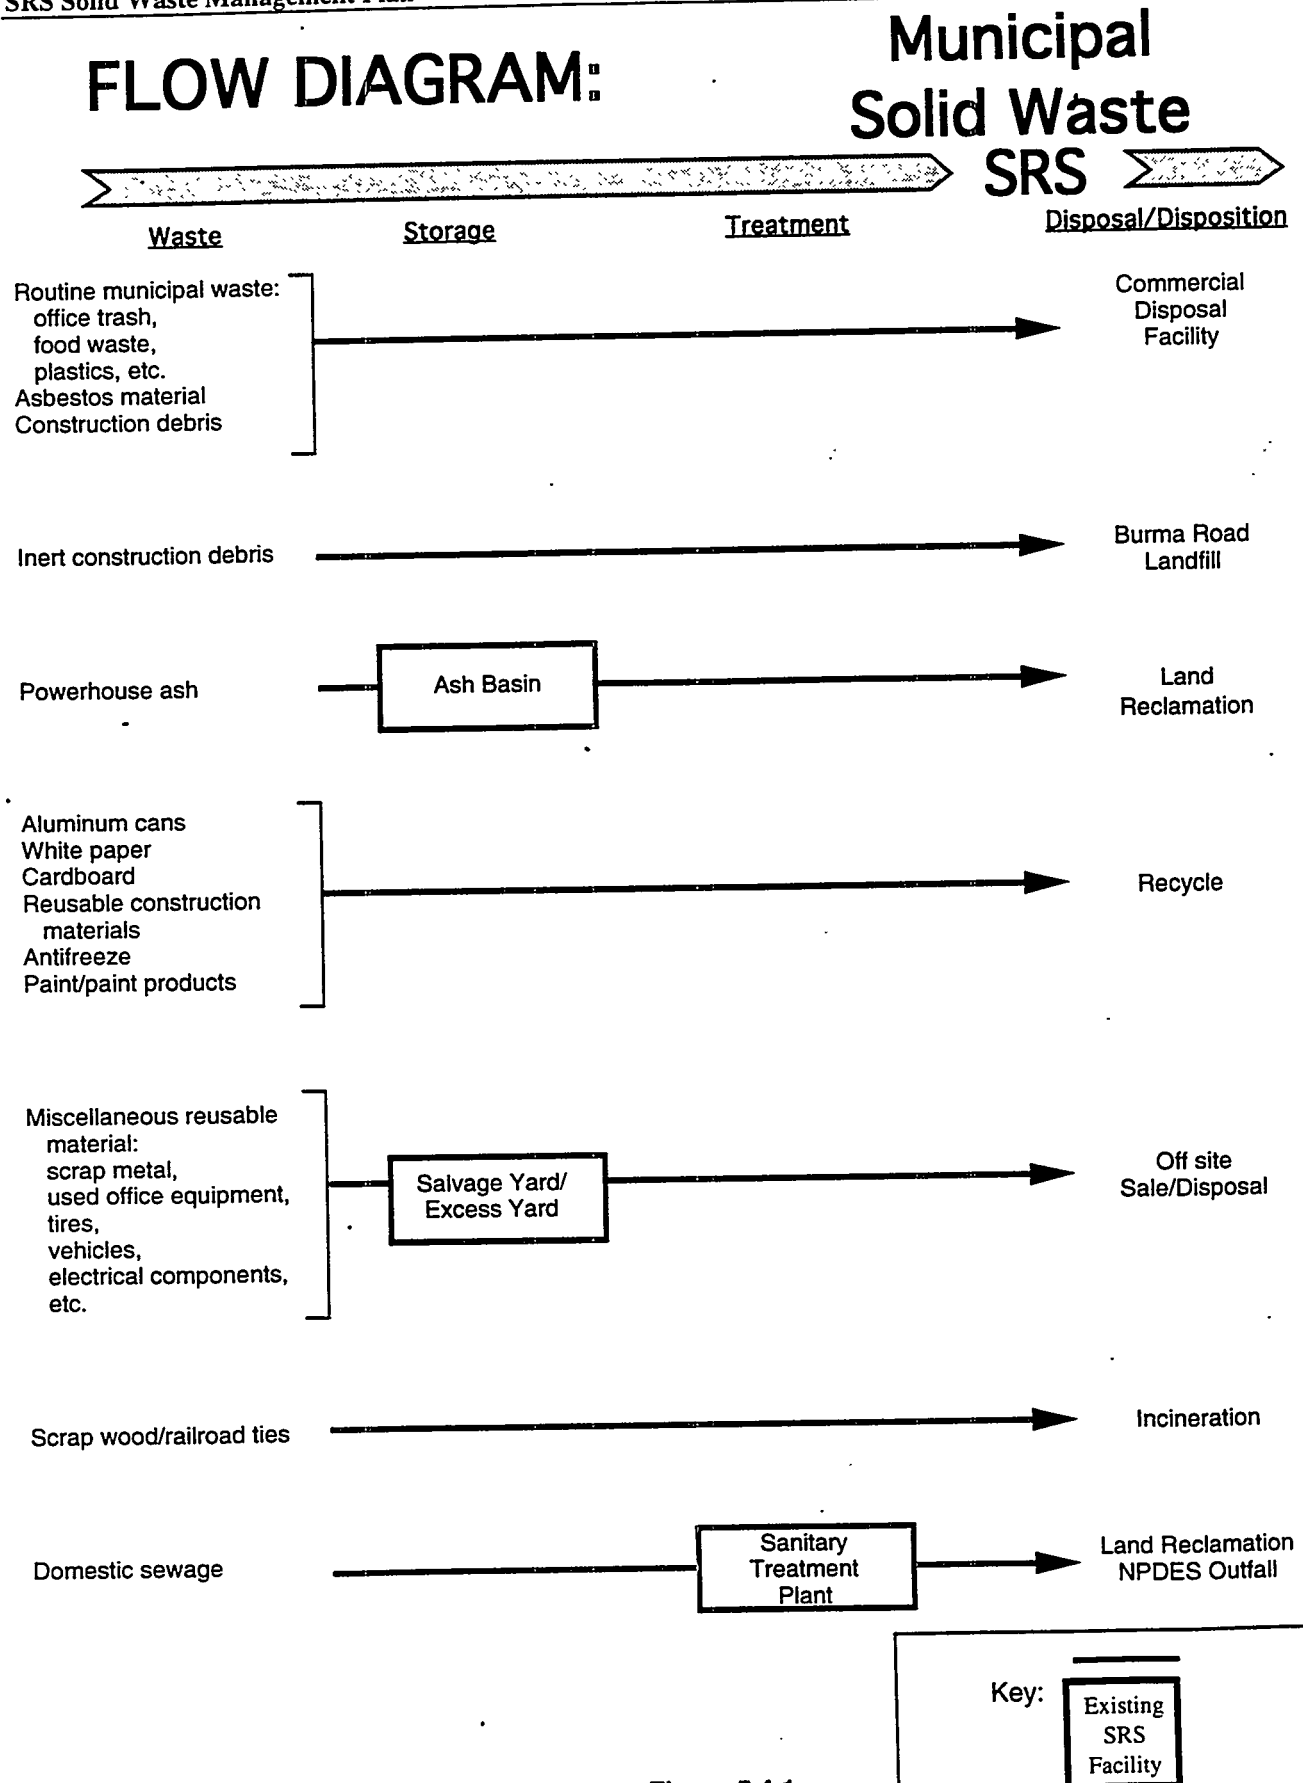 SRS Solid Waste Management Plan
FLOW DIAGRAM:
Municipal
Solid Waste
SRS
Waste
Storage
Treatment
Disposal/Disposition
Routine municipal waste:
office trash,
food waste,
plastics, etc.
Asbestos material
Construction debris
Commercial
Disposal
Facility
Inert construction debris
Burma Road
Landfill
Powerhouse ash
Ash Basin
Land
Reclamation
Aluminum cans
White paper
Cardboard
Reusable construction
materials
Antifreeze
Paint/paint products
Recycle
Miscellaneous reusable
material:
scrap metal,
used office equipment,
tires,
vehicles,
electrical components,
etc.
Salvage Yard/
Excess Yard
Off site
Sale/Disposal
Scrap wood/railroad ties
Incineration
Domestic sewage
Sanitary
Treatment
Plant
Land Reclamation
NPDES Outfall
Key:
Existing
SRS
Facility